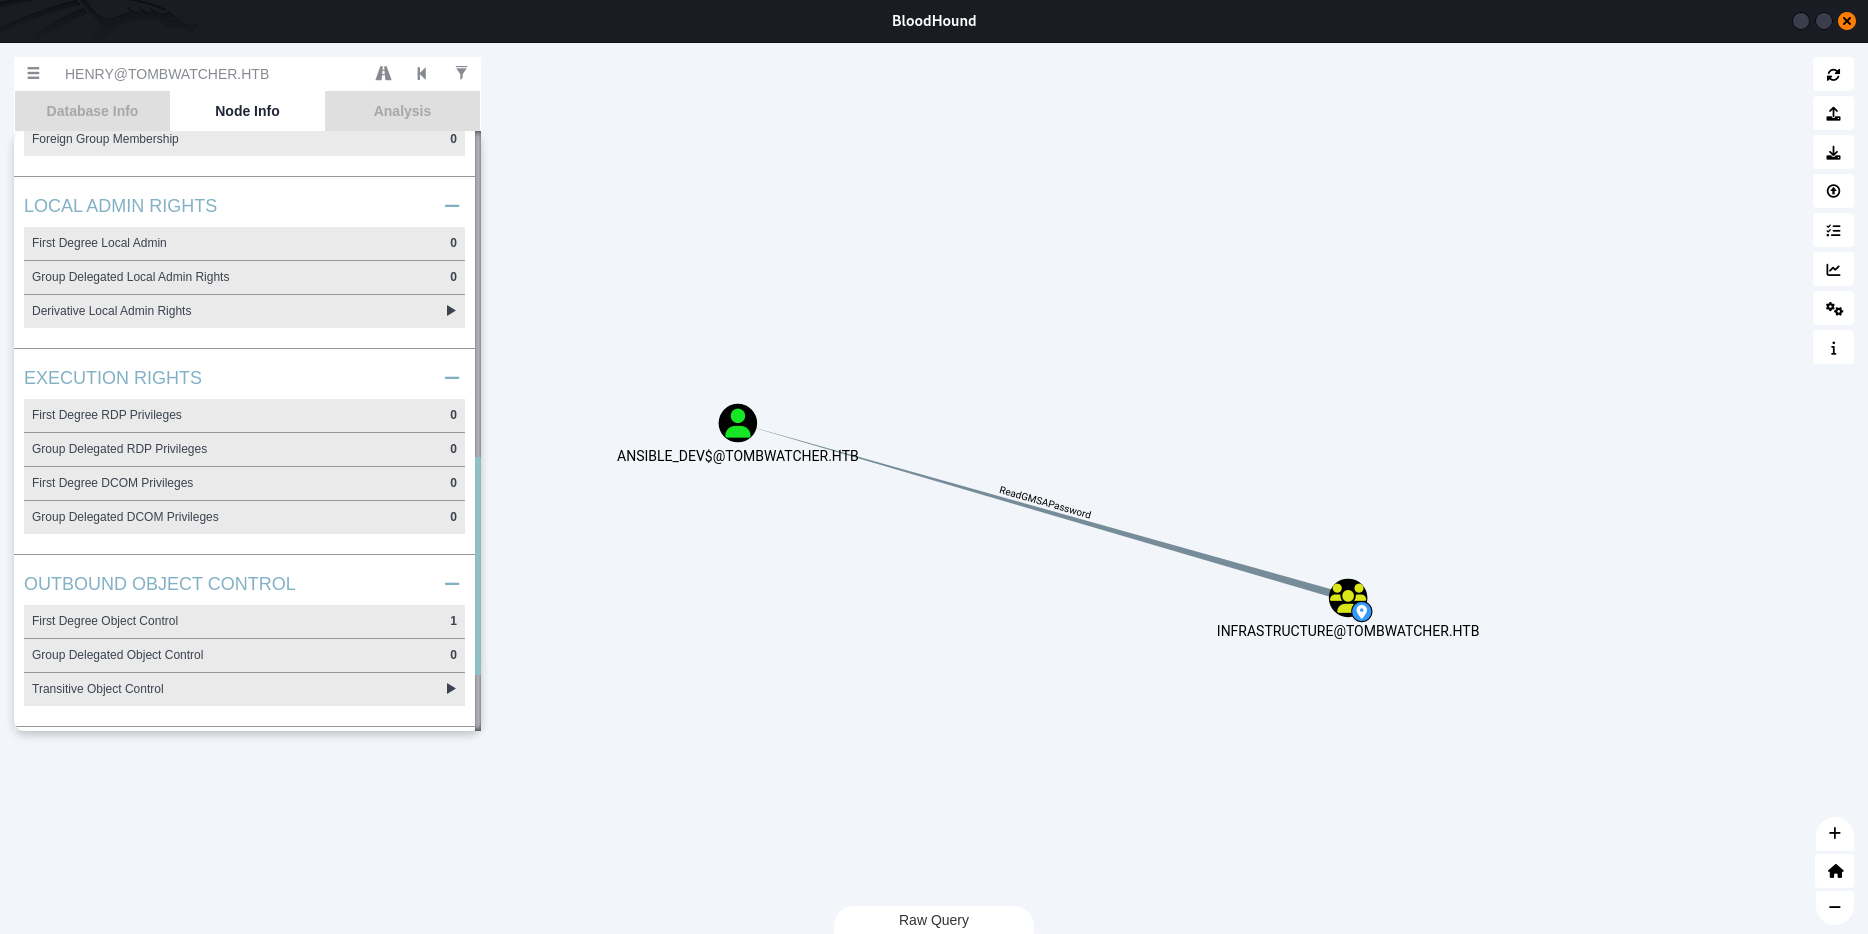 BloodHound
HENRY@TOMBWATCHER.HTB
Database Info
Node Info
Analysis
Foreign Group Membership 0
LOCAL ADMIN RIGHTS
First Degree Local Admin 0
Group Delegated Local Admin Rights 0
Derivative Local Admin Rights
EXECUTION RIGHTS
First Degree RDP Privileges 0
Group Delegated RDP Privileges 0
First Degree DCOM Privileges 0
Group Delegated DCOM Privileges 0
OUTBOUND OBJECT CONTROL
First Degree Object Control 1
Group Delegated Object Control 0
Transitive Object Control
ANSIBLE_DEV$@TOMBWATCHER.HTB
ReadGMSAPassword
INFRASTRUCTURE@TOMBWATCHER.HTB
Raw Query